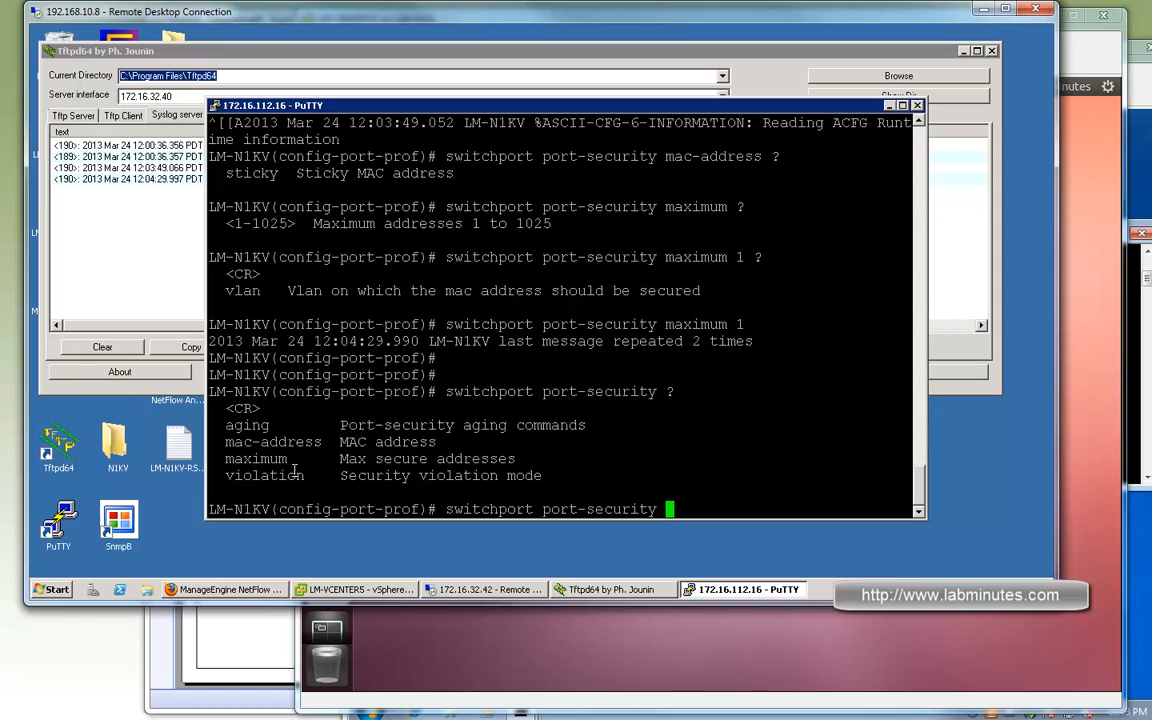 192.168.10.8 - Remote Desktop Connection
Tftpd64 by Ph. Jounin
Current Directory
C:\Program Files\Tftpd64
Browse
Server interface
172.16.32.40
Tftp Server
Tftp Client
Syslog server
text
<190>: 2013 Mar 24 12:00:36.356 PDT
<189>: 2013 Mar 24 12:00:36.357 PDT
<190>: 2013 Mar 24 12:03:49.066 PDT
<190>: 2013 Mar 24 12:04:29.997 PDT
Clear
Copy
About
172.16.112.16 - PuTTY
^[[A2013 Mar 24 12:03:49.052 LM-N1KV %ASCII-CFG-6-INFORMATION: Reading ACFG Runt
ime information
LM-N1KV(config-port-prof)# switchport port-security mac-address ?
sticky  Sticky MAC address
LM-N1KV(config-port-prof)# switchport port-security maximum ?
<1-1025>  Maximum addresses 1 to 1025
LM-N1KV(config-port-prof)# switchport port-security maximum 1 ?
<CR>
vlan   Vlan on which the mac address should be secured
LM-N1KV(config-port-prof)# switchport port-security maximum 1
2013 Mar 24 12:04:29.990 LM-N1KV last message repeated 2 times
LM-N1KV(config-port-prof)#
LM-N1KV(config-port-prof)#
LM-N1KV(config-port-prof)# switchport port-security ?
<CR>
aging         Port-security aging commands
mac-address   MAC address
maximum       Max secure addresses
violation     Security violation mode
LM-N1KV(config-port-prof)# switchport port-security
NetFlow An...
Tftpd64
N1KV
LM-N1KV-RS...
PuTTY
SnmpB
Start
ManageEngine NetFlow ...
LM-VCENTER5 - vSphere...
172.16.32.42 - Remote ...
Tftpd64 by Ph. Jounin
172.16.112.16 - PuTTY
http://www.labminutes.com